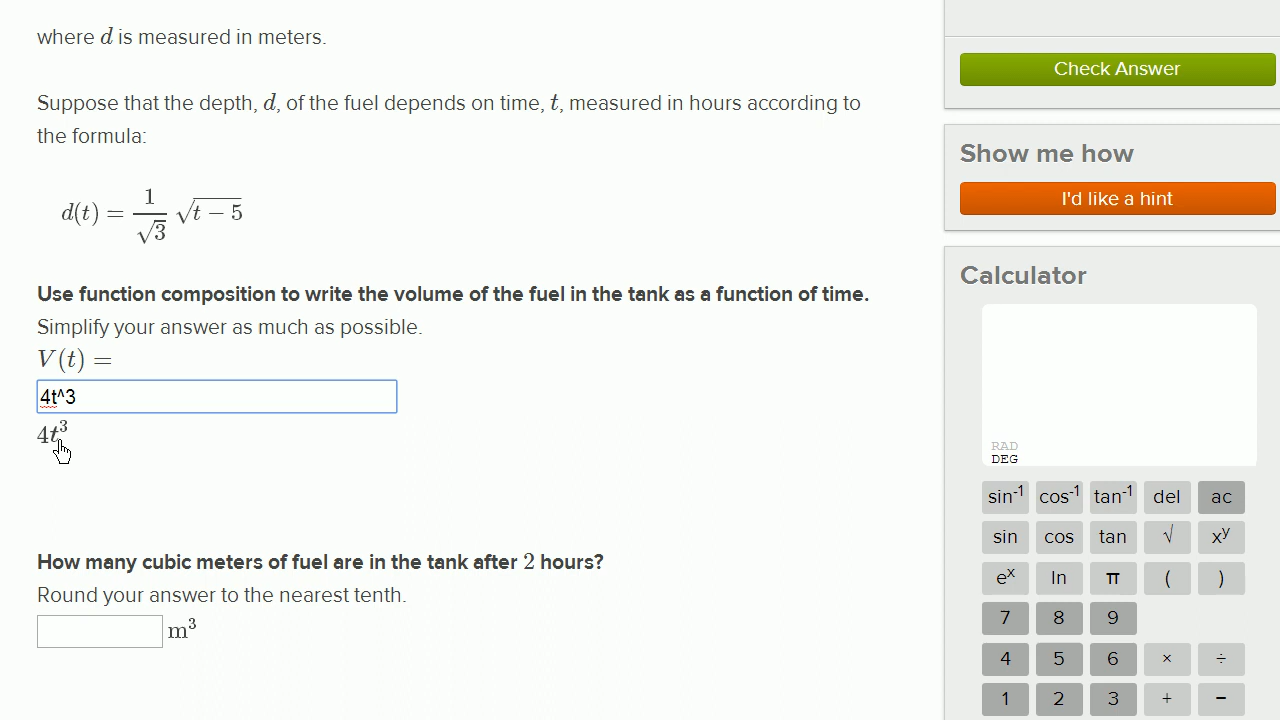 where d is measured in meters.
Suppose that the depth, d, of the fuel depends on time, t, measured in hours according to
the formula:
d(t) = 1/√3 √t − 5
Use function composition to write the volume of the fuel in the tank as a function of time.
Simplify your answer as much as possible.
V(t) =
4t^3
4t³
How many cubic meters of fuel are in the tank after 2 hours?
Round your answer to the nearest tenth.
m³
Check Answer
Show me how
I'd like a hint
Calculator
RAD
DEG
sin⁻¹ cos⁻¹ tan⁻¹ del ac
sin cos tan √ xʸ
eˣ ln π ( )
7 8 9
4 5 6 × ÷
1 2 3 + −